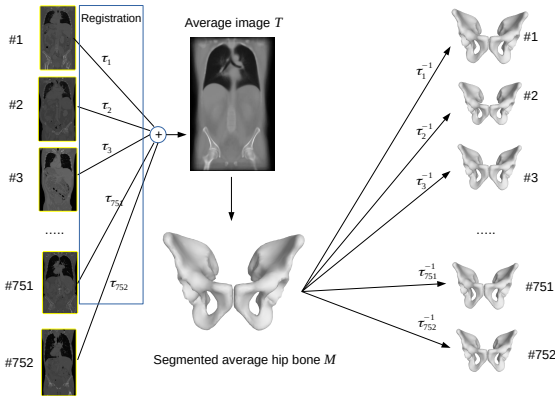 Registration
Average image T
#1
#2
#3
.....
#751
#752
τ₁
τ₂
τ₃
τ₇₅₁
τ₇₅₂
+
Segmented average hip bone M
τ₁⁻¹
τ₂⁻¹
τ₃⁻¹
τ₇₅₁⁻¹
τ₇₅₂⁻¹
#1
#2
#3
.....
#751
#752